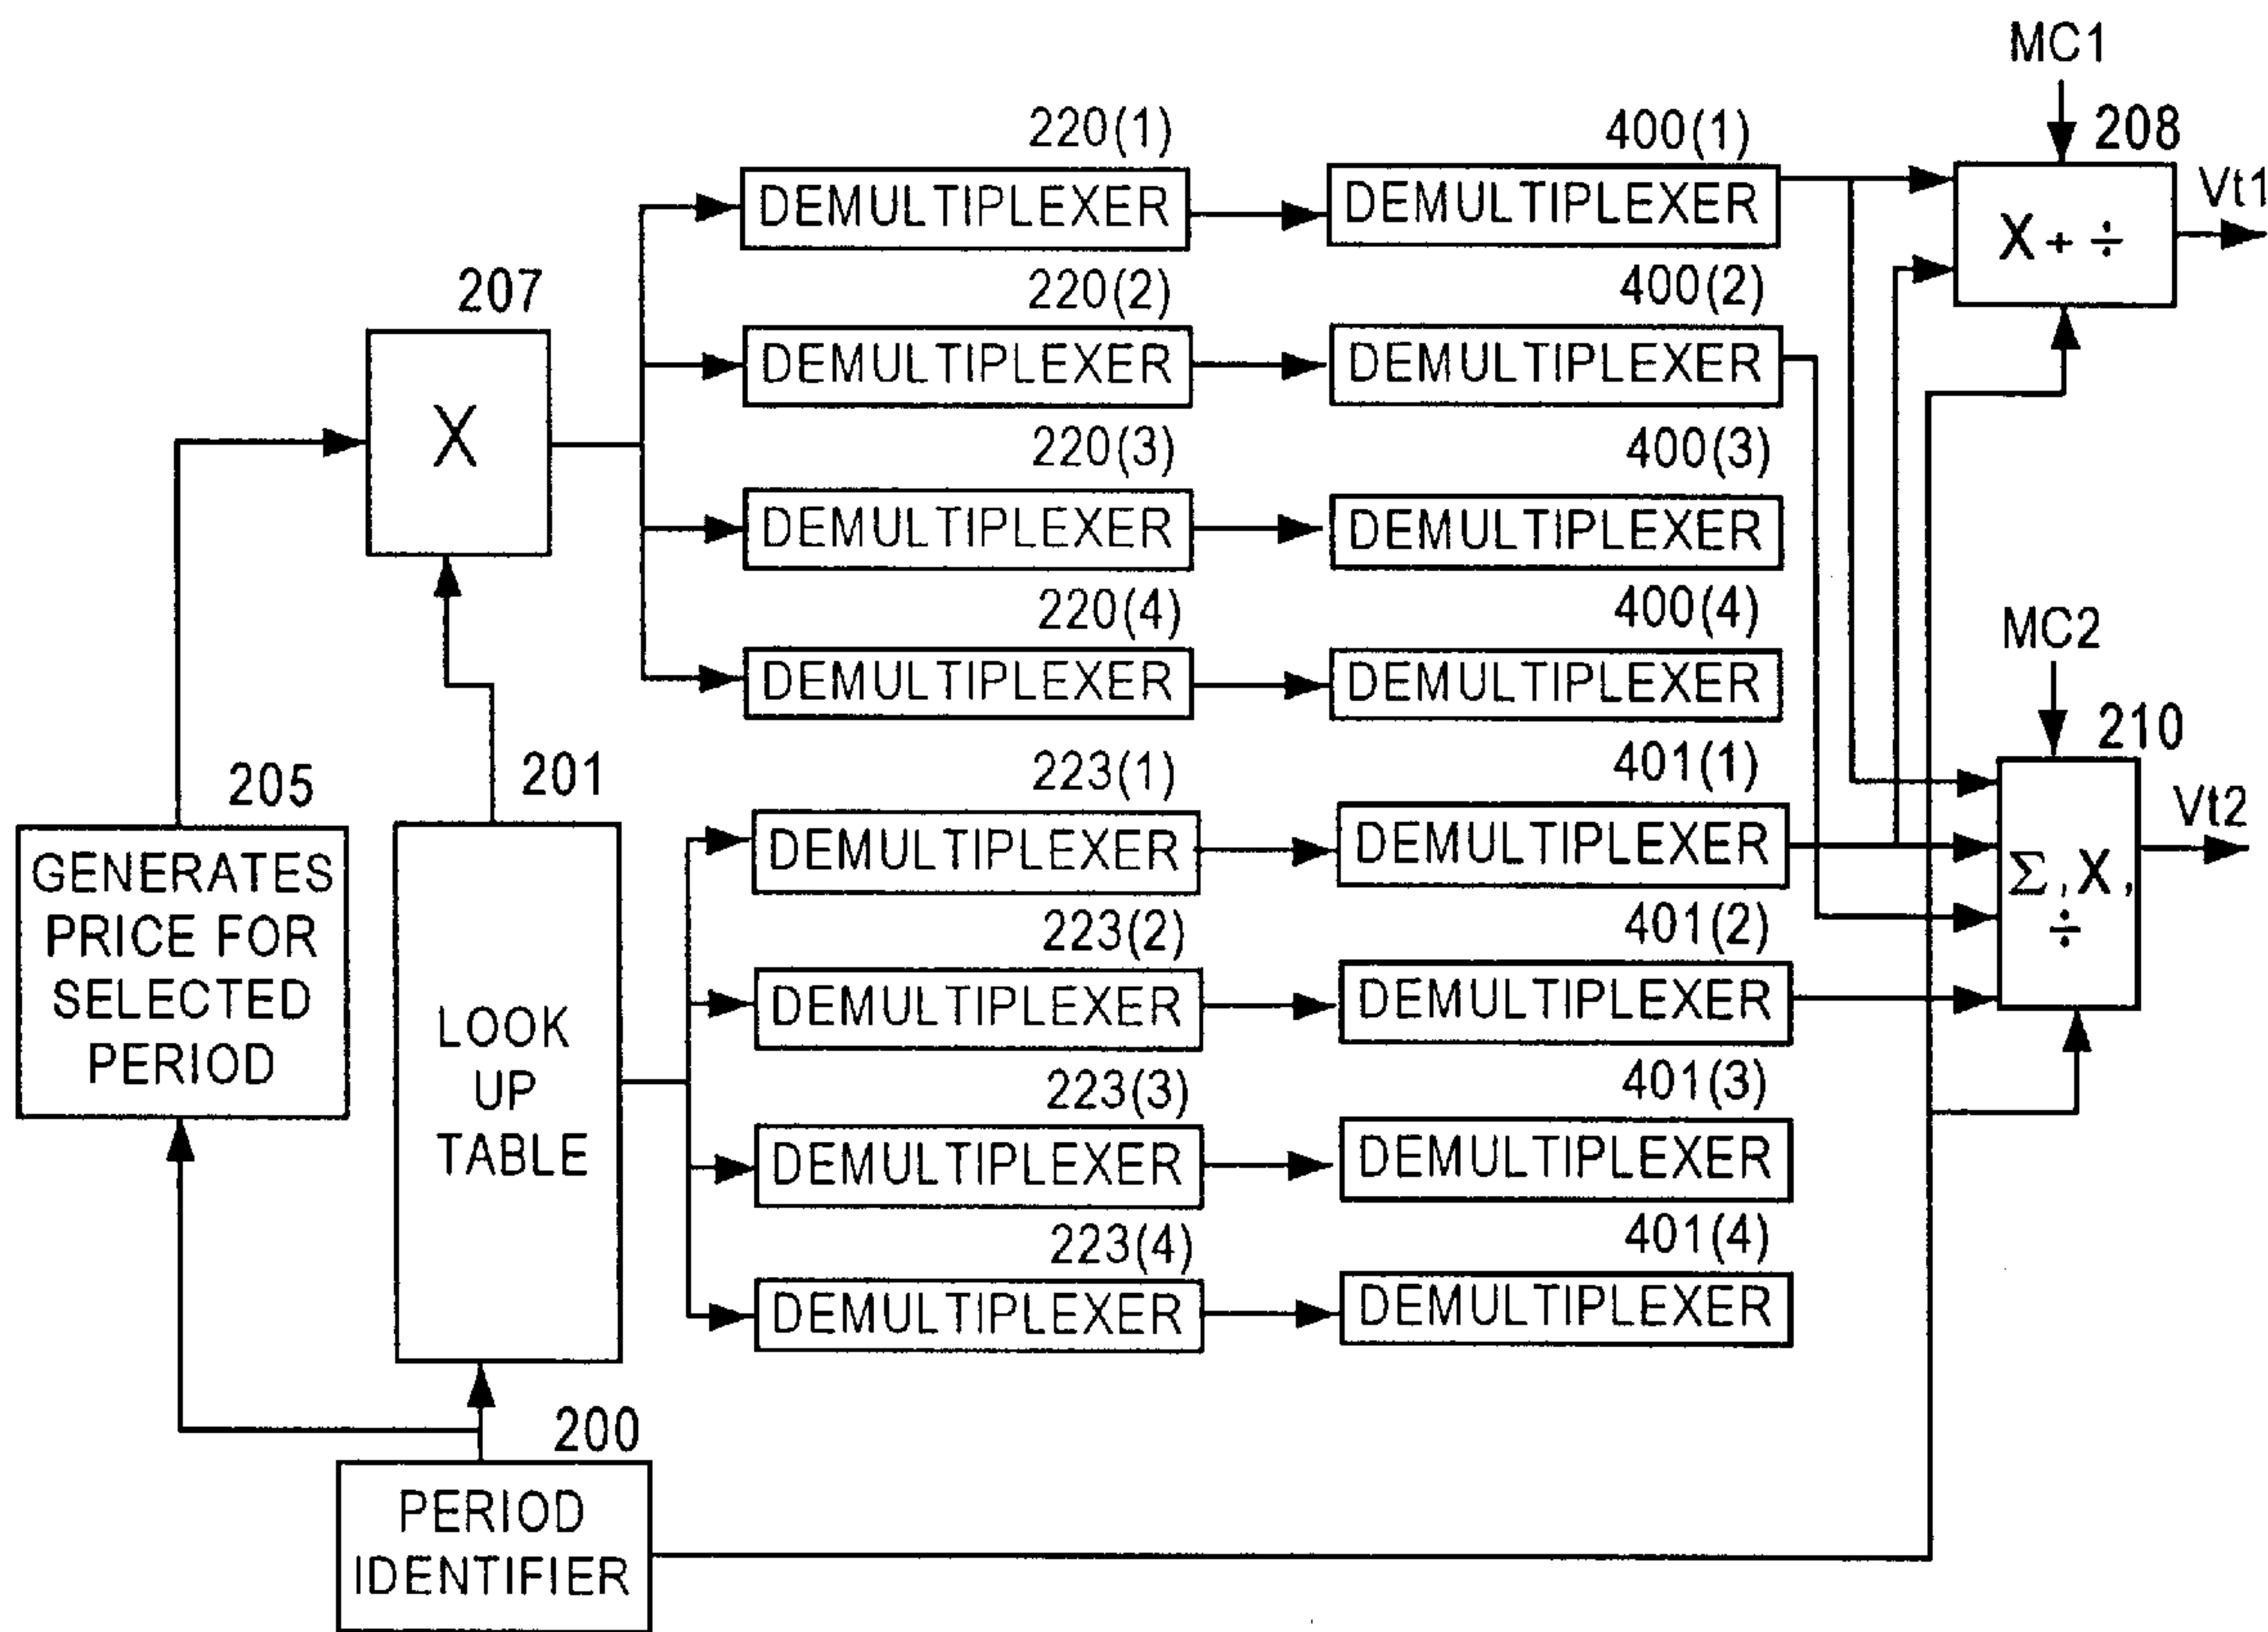 MC1
220(1)
400(1)
208
DEMULTIPLEXER
DEMULTIPLEXER
X + ÷
Vt1
207
220(2)
400(2)
X
DEMULTIPLEXER
DEMULTIPLEXER
220(3)
400(3)
DEMULTIPLEXER
DEMULTIPLEXER
220(4)
400(4)
MC2
DEMULTIPLEXER
DEMULTIPLEXER
205
201
223(1)
401(1)
210
GENERATES
PRICE FOR
SELECTED
PERIOD
LOOK
UP
TABLE
DEMULTIPLEXER
DEMULTIPLEXER
Σ, X,
÷
Vt2
223(2)
401(2)
DEMULTIPLEXER
DEMULTIPLEXER
223(3)
401(3)
DEMULTIPLEXER
DEMULTIPLEXER
223(4)
401(4)
DEMULTIPLEXER
DEMULTIPLEXER
200
PERIOD
IDENTIFIER